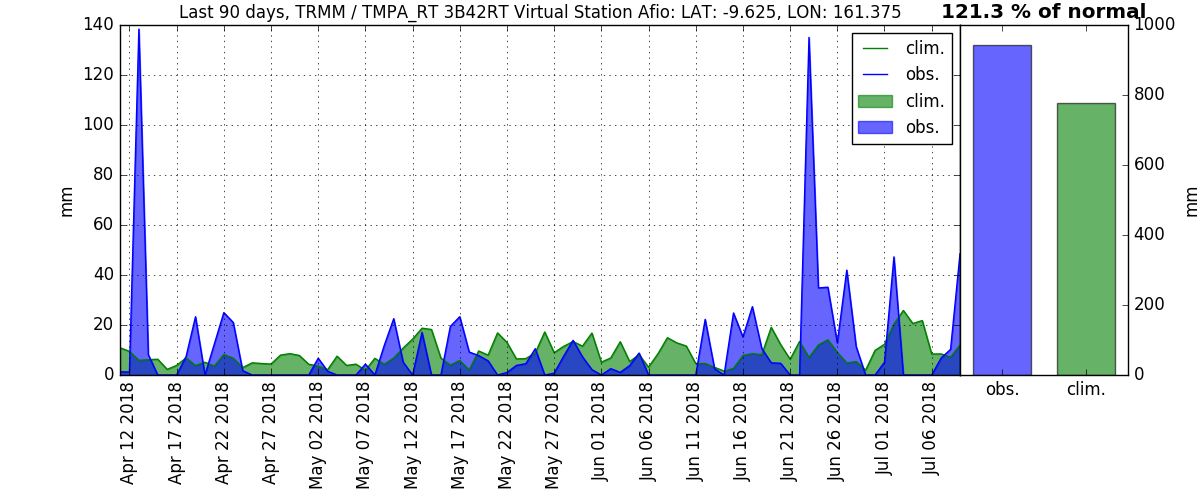 Last 90 days, TRMM / TMPA_RT 3B42RT Virtual Station Afio: LAT: -9.625, LON: 161.375
121.3 % of normal
140
120
100
80
60
40
20
0
mm
clim.
obs.
clim.
obs.
1000
800
600
400
200
0
mm
obs.
clim.
Apr 12 2018
Apr 17 2018
Apr 22 2018
Apr 27 2018
May 02 2018
May 07 2018
May 12 2018
May 17 2018
May 22 2018
May 27 2018
Jun 01 2018
Jun 06 2018
Jun 11 2018
Jun 16 2018
Jun 21 2018
Jun 26 2018
Jul 01 2018
Jul 06 2018